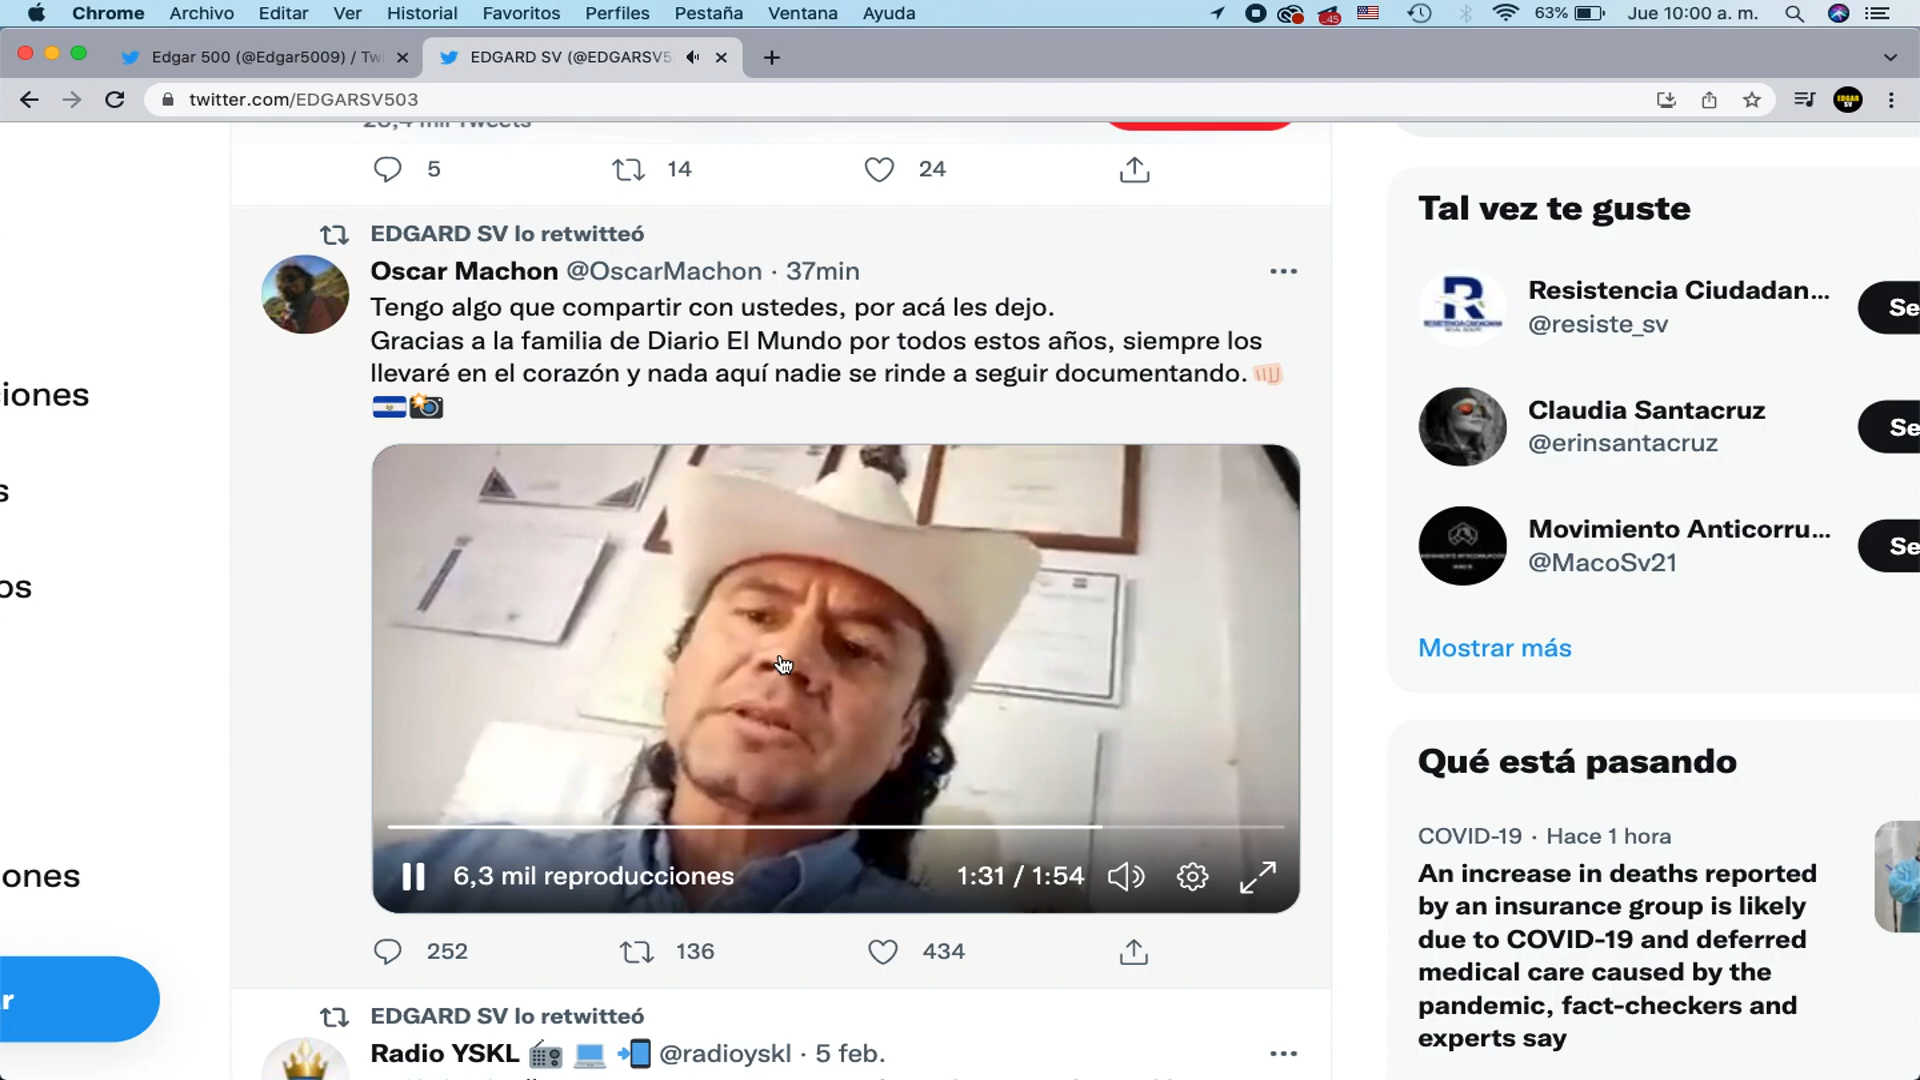 Chrome Archivo Editar Ver Historial Favoritos Perfiles Pestaña Ventana Ayuda
.45 63% Jue 10:00 a. m.
Edgar 500 (@Edgar5009) / Tw
EDGARD SV (@EDGARSV5
twitter.com/EDGARSV503
EDGAR
SV
5 14 24
EDGARD SV lo retwitteó
Oscar Machon @OscarMachon · 37min
Tengo algo que compartir con ustedes, por acá les dejo.
Gracias a la familia de Diario El Mundo por todos estos años, siempre los
llevaré en el corazón y nada aquí nadie se rinde a seguir documentando.
6,3 mil reproducciones 1:31 / 1:54
252 136 434
EDGARD SV lo retwitteó
Radio YSKL @radioyskl · 5 feb.
iones
s
os
ones
r
Tal vez te guste
Resistencia Ciudadan...
@resiste_sv
Se
Claudia Santacruz
@erinsantacruz
Se
Movimiento Anticorru...
@MacoSv21
Se
Mostrar más
Qué está pasando
COVID-19 · Hace 1 hora
An increase in deaths reported
by an insurance group is likely
due to COVID-19 and deferred
medical care caused by the
pandemic, fact-checkers and
experts say